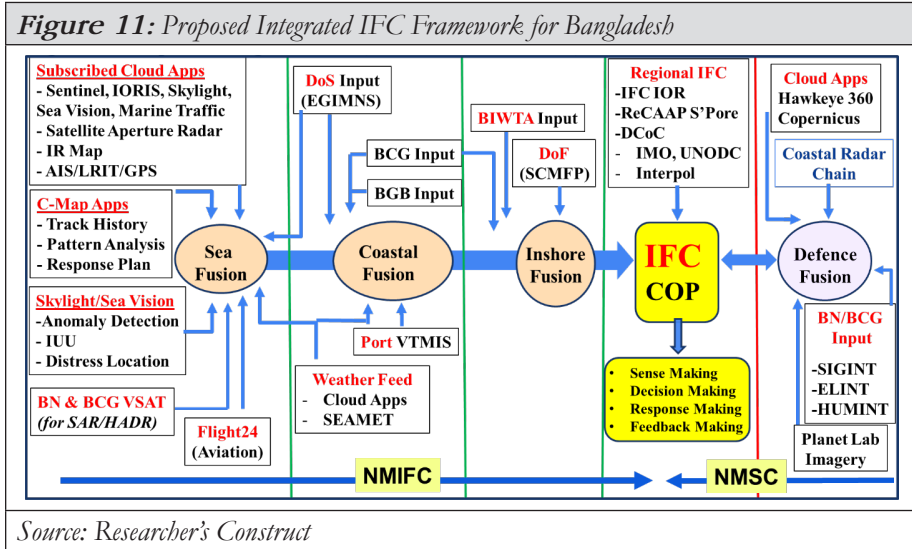 Figure 11: Proposed Integrated IFC Framework for Bangladesh
Subscribed Cloud Apps
- Sentinel, IORIS, Skylight,
Sea Vision, Marine Traffic
- Satellite Aperture Radar
- IR Map
- AIS/LRIT/GPS
C-Map Apps
- Track History
- Pattern Analysis
- Response Plan
Skylight/Sea Vision
-Anomaly Detection
- IUU
- Distress Location
BN & BCG VSAT
(for SAR/HADR)
Flight24
(Aviation)
Sea
Fusion
DoS Input
(EGIMNS)
BCG Input
BGB Input
Coastal
Fusion
Port VTMIS
Weather Feed
- Cloud Apps
- SEAMET
BIWTA Input
DoF
(SCMFP)
Inshore
Fusion
Regional IFC
-IFC IOR
-ReCAAP S'Pore
-DCoC
- IMO, UNODC
- Interpol
IFC
COP
• Sense Making
• Decision Making
• Response Making
• Feedback Making
Cloud Apps
Hawkeye 360
Copernicus
Coastal Radar
Chain
Defence
Fusion
BN/BCG
Input
-SIGINT
-ELINT
-HUMINT
Planet Lab
Imagery
NMIFC
NMSC
Source: Researcher's Construct